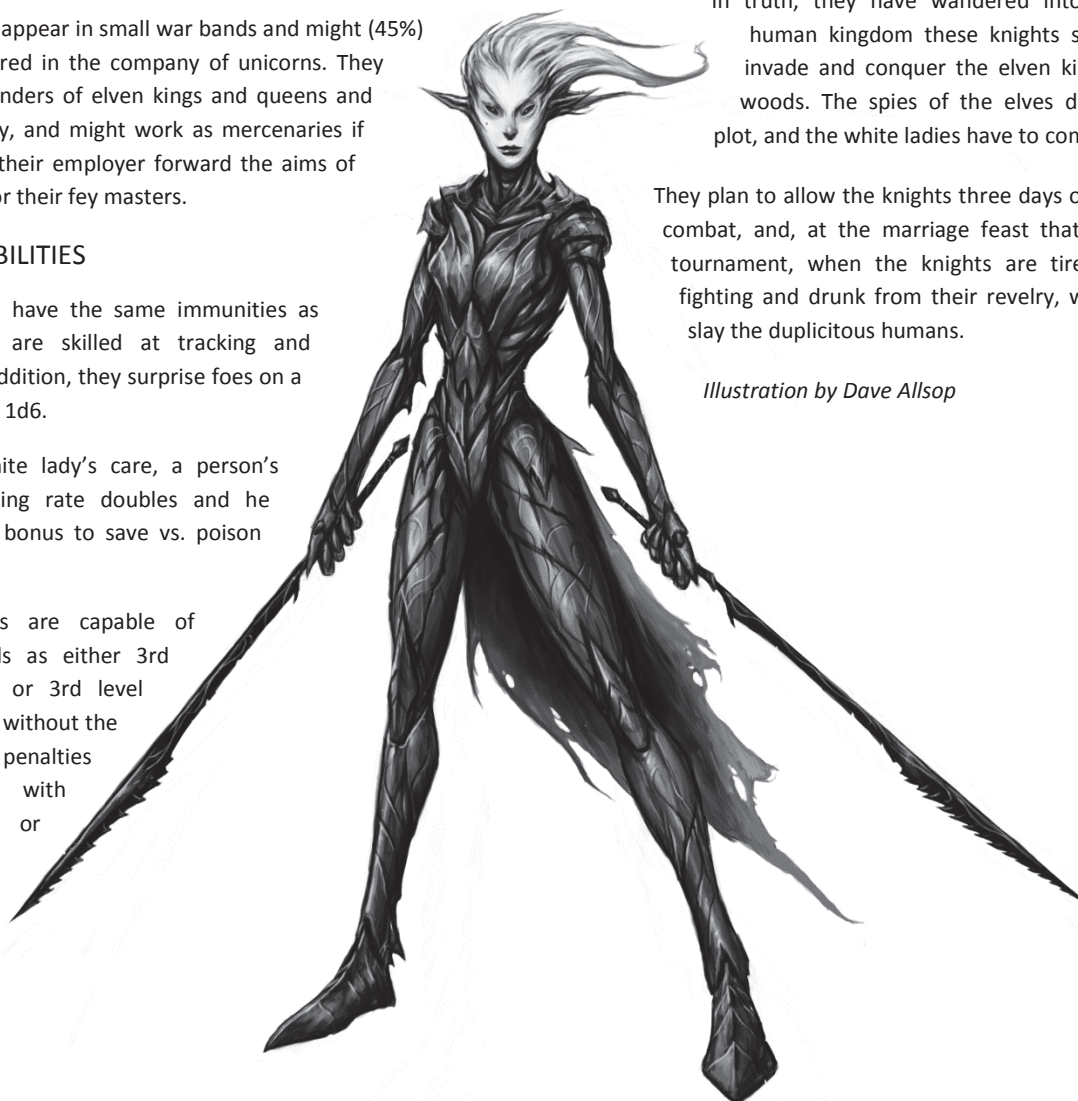 appear in small war bands and might (45%)
red in the company of unicorns. They
nders of elven kings and queens and
y, and might work as mercenaries if
their employer forward the aims of
or their fey masters.
BILITIES
have the same immunities as
are skilled at tracking and
ddition, they surprise foes on a
1d6.
ite lady’s care, a person’s
ing rate doubles and he
bonus to save vs. poison
s are capable of
ls as either 3rd
or 3rd level
without the
penalties
with
or
In truth, they have wandered into
human kingdom these knights s
invade and conquer the elven ki
woods. The spies of the elves d
plot, and the white ladies have to con
They plan to allow the knights three days o
combat, and, at the marriage feast that
tournament, when the knights are tire
fighting and drunk from their revelry, w
slay the duplicitous humans.
Illustration by Dave Allsop